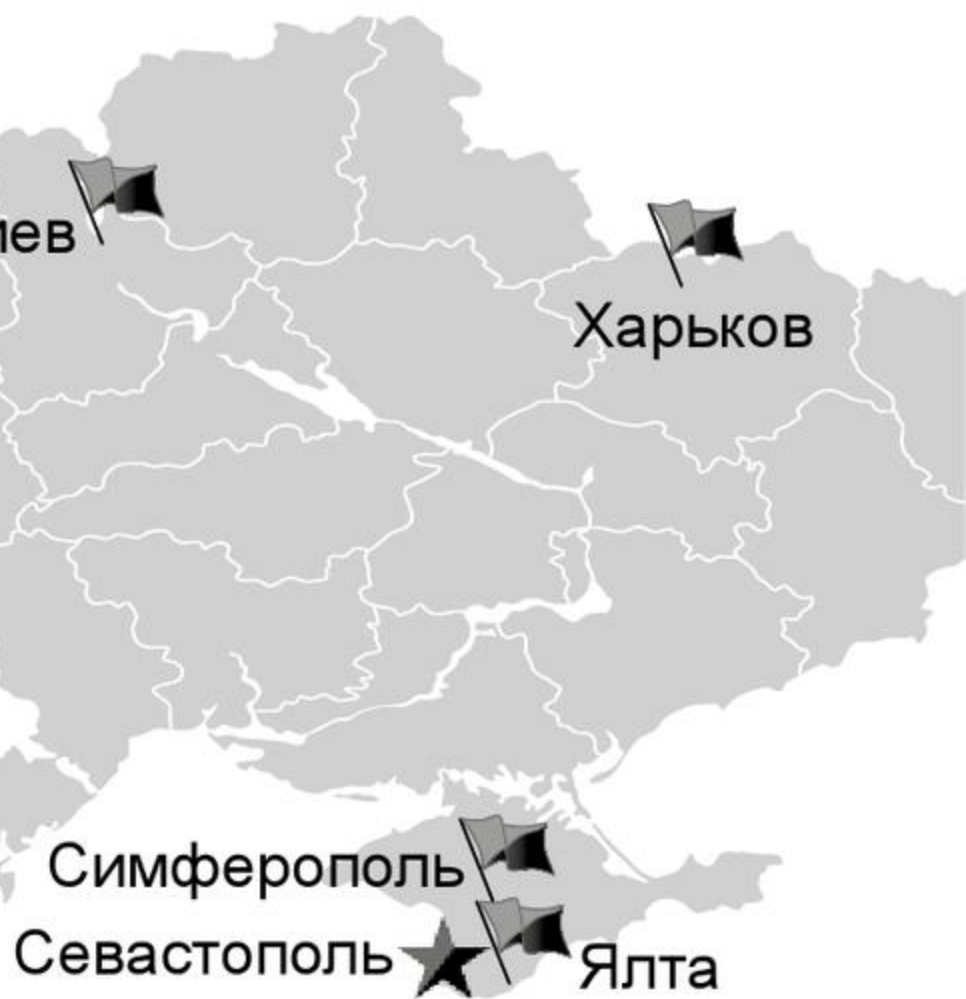 иев
Харьков
Симферополь
Севастополь
Ялта